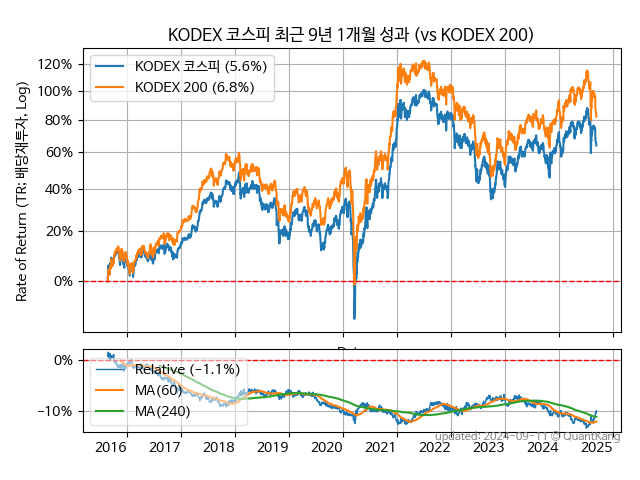 KODEX 코스피 최근 9년 1개월 성과 (vs KODEX 200)
Rate of Return (TR: 배당재투자, Log)
120%
100%
80%
60%
40%
20%
0%
KODEX 코스피 (5.6%)
KODEX 200 (6.8%)
0%
−10%
Relative (−1.1%)
MA(60)
MA(240)
2016 2017 2018 2019 2020 2021 2022 2023 2024 2025
updated: 2024-09-11 © QuantKang